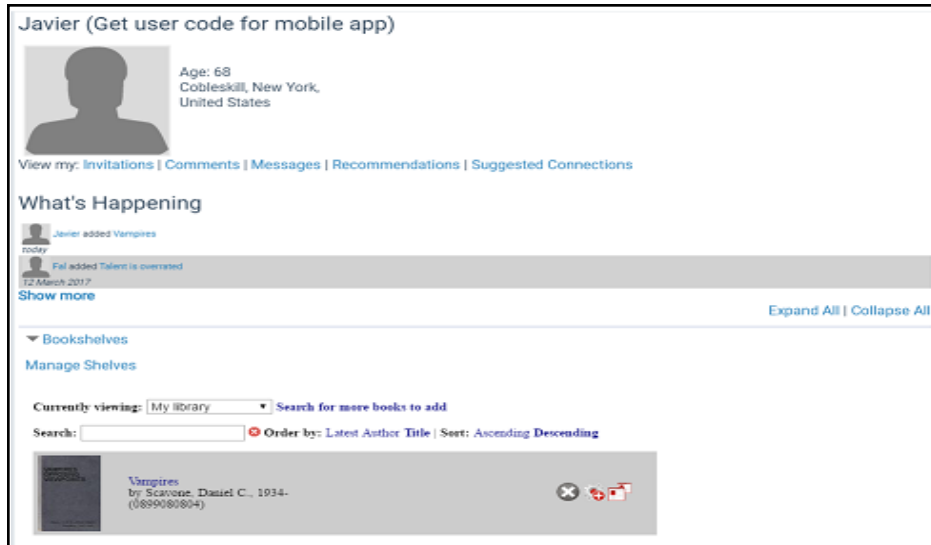 Javier (Get user code for mobile app)
Age: 68
Cobleskill, New York,
United States
View my: Invitations | Comments | Messages | Recommendations | Suggested Connections
What's Happening
Javier added Vampires
today
Fal added Talent is overrated
12 March 2017
Show more
Expand All | Collapse All
Bookshelves
Manage Shelves
Currently viewing: My library Search for more books to add
Search: Order by: Latest Author Title | Sort: Ascending Descending
VAMPIRES
OPPOSING
VIEWPOINTS
Vampires
by Scavone, Daniel C., 1934-
(0899080804)